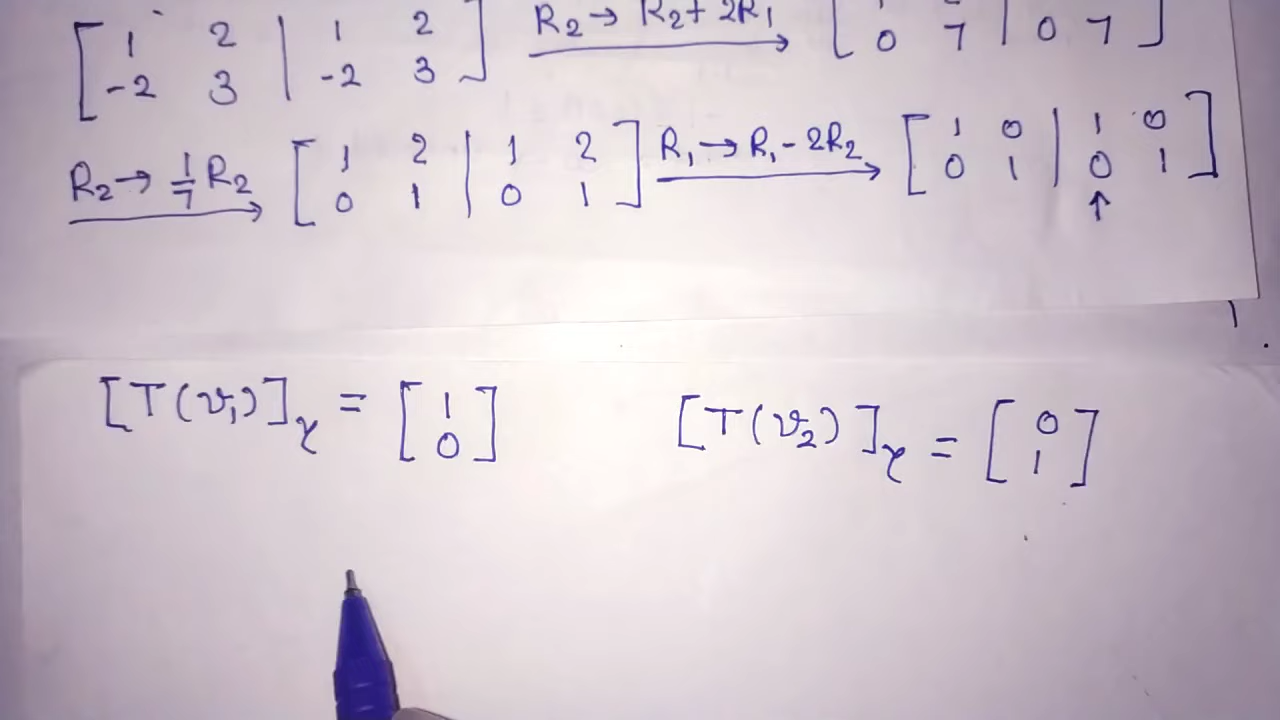 [ 1 2 | 1 2 ] R₂ → R₂ + 2R₁ [
-2 3 | -2 3 0 7 | 0 7 ]
R₂ → 1/7 R₂ [ 1 2 | 1 2 ] R₁ → R₁ - 2R₂ [ 1 0 | 1 0 ]
0 1 | 0 1 0 1 | 0 1
↑
[T(v₁)]ᵧ = [ 1 [T(v₂)]ᵧ = [ 0
0 ] 1 ]